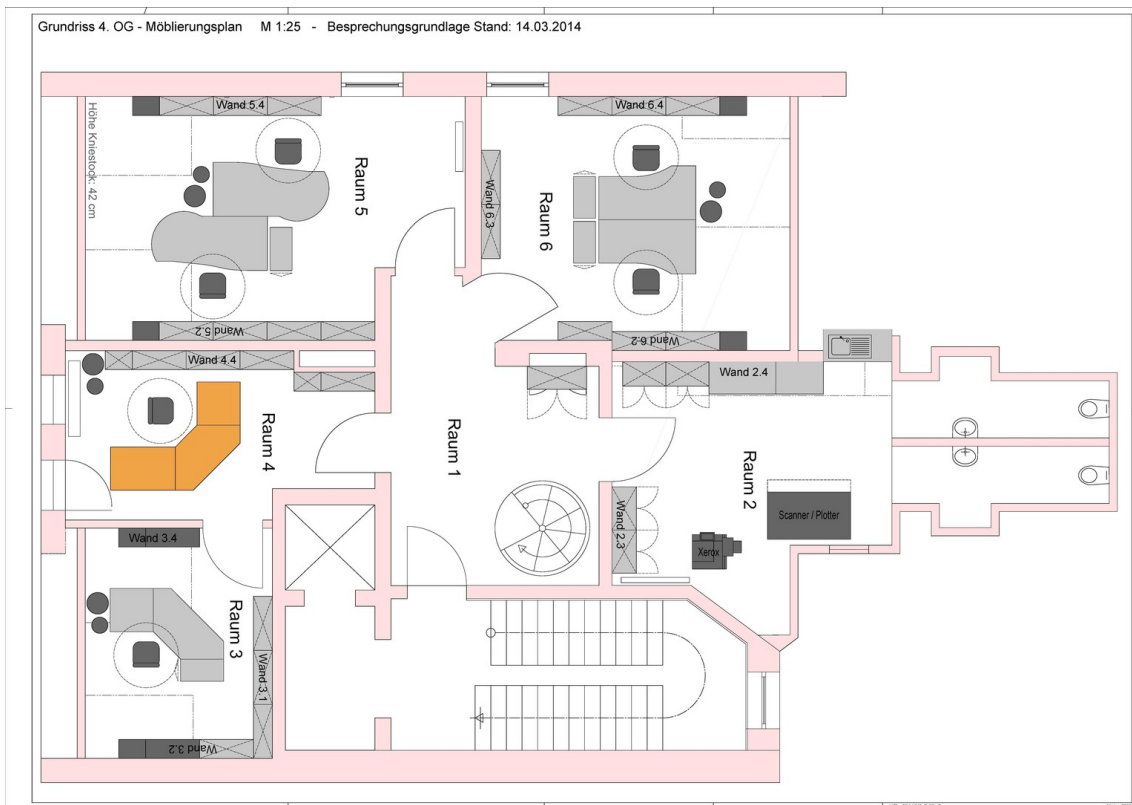 Grundriss 4. OG - Möblierungsplan M 1:25 - Besprechungsgrundlage Stand: 14.03.2014
Wand 5.4
Wand 6.4
Höhe Kniestock: 42 cm
Raum 5
Wand 6.3
Raum 6
Wand 5.2
Wand 6.2
Wand 4.4
Wand 2.4
Raum 4
Raum 1
Raum 2
Wand 2.3
Scanner / Plotter
Xerox
Wand 3.4
Raum 3
Wand 3.1
Wand 3.2